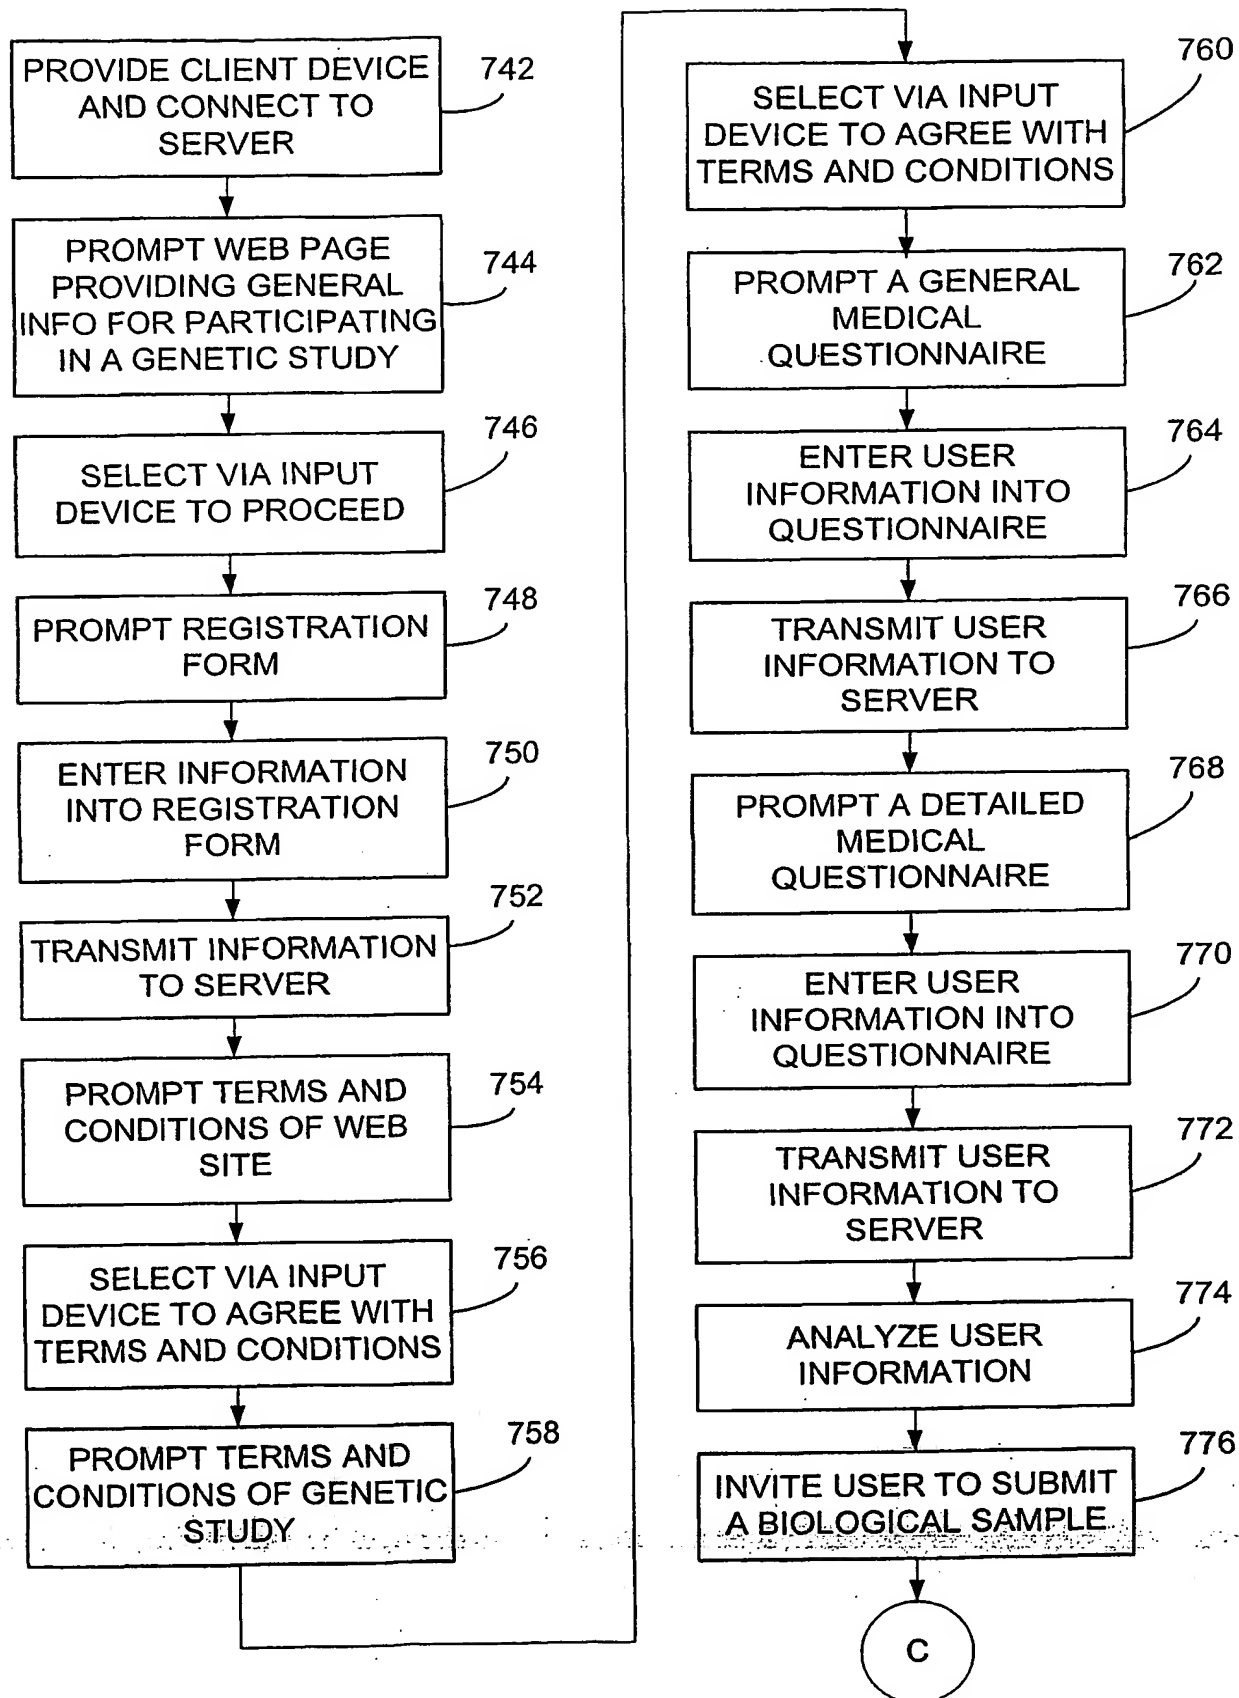 PROVIDE CLIENT DEVICE
AND CONNECT TO
SERVER
742
PROMPT WEB PAGE
PROVIDING GENERAL
INFO FOR PARTICIPATING
IN A GENETIC STUDY
744
SELECT VIA INPUT
DEVICE TO PROCEED
746
PROMPT REGISTRATION
FORM
748
ENTER INFORMATION
INTO REGISTRATION
FORM
750
TRANSMIT INFORMATION
TO SERVER
752
PROMPT TERMS AND
CONDITIONS OF WEB
SITE
754
SELECT VIA INPUT
DEVICE TO AGREE WITH
TERMS AND CONDITIONS
756
PROMPT TERMS AND
CONDITIONS OF GENETIC
STUDY
758
SELECT VIA INPUT
DEVICE TO AGREE WITH
TERMS AND CONDITIONS
760
PROMPT A GENERAL
MEDICAL
QUESTIONNAIRE
762
ENTER USER
INFORMATION INTO
QUESTIONNAIRE
764
TRANSMIT USER
INFORMATION TO
SERVER
766
PROMPT A DETAILED
MEDICAL
QUESTIONNAIRE
768
ENTER USER
INFORMATION INTO
QUESTIONNAIRE
770
TRANSMIT USER
INFORMATION TO
SERVER
772
ANALYZE USER
INFORMATION
774
INVITE USER TO SUBMIT
A BIOLOGICAL SAMPLE
776
C